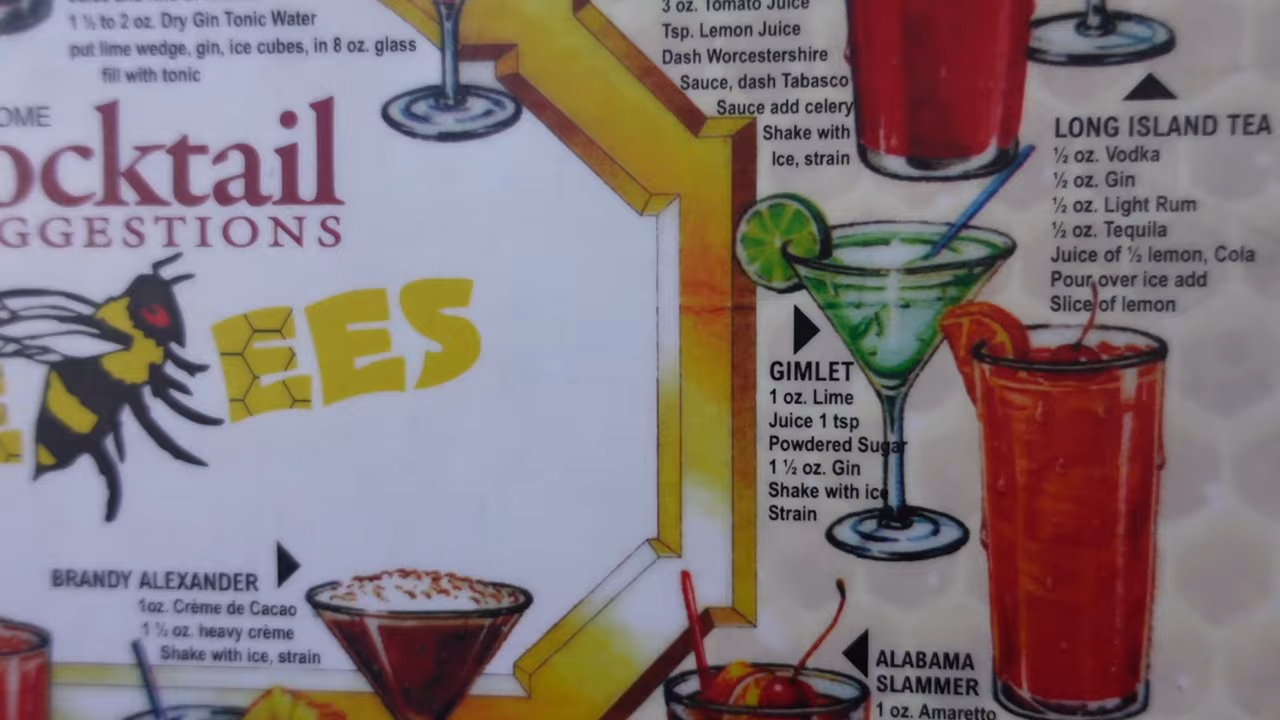 1 ½ to 2 oz. Dry Gin Tonic Water
put lime wedge, gin, ice cubes, in 8 oz. glass
fill with tonic
OME
ocktail
GGESTIONS
EES
BRANDY ALEXANDER
1oz. Crème de Cacao
1 ½ oz. heavy crème
Shake with ice, strain
3 oz. Tomato Juice
Tsp. Lemon Juice
Dash Worcestershire
Sauce, dash Tabasco
Sauce add celery
Shake with
Ice, strain
LONG ISLAND TEA
½ oz. Vodka
½ oz. Gin
½ oz. Light Rum
½ oz. Tequila
Juice of ½ lemon, Cola
Pour over ice add
Slice of lemon
GIMLET
1 oz. Lime
Juice 1 tsp
Powdered Sugar
1 ½ oz. Gin
Shake with ice
Strain
ALABAMA
SLAMMER
1 oz. Amaretto